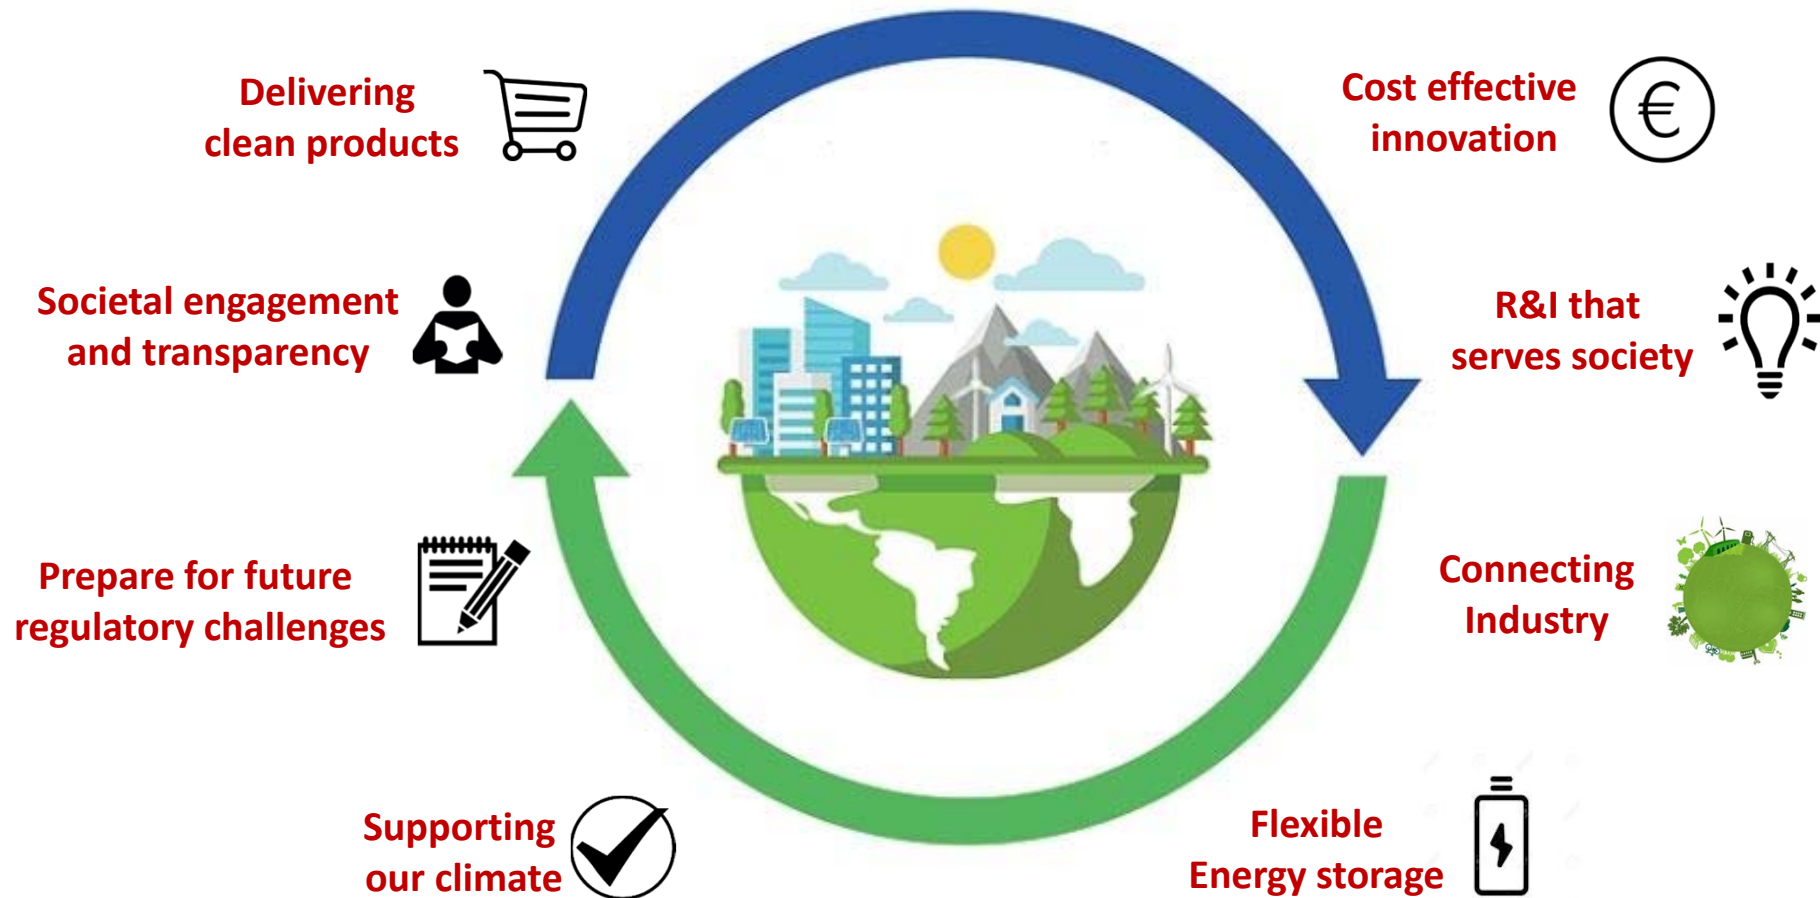 Delivering
clean products
Cost effective
innovation
€
Societal engagement
and transparency
R&I that
serves society
Prepare for future
regulatory challenges
Connecting
Industry
Supporting
our climate
Flexible
Energy storage